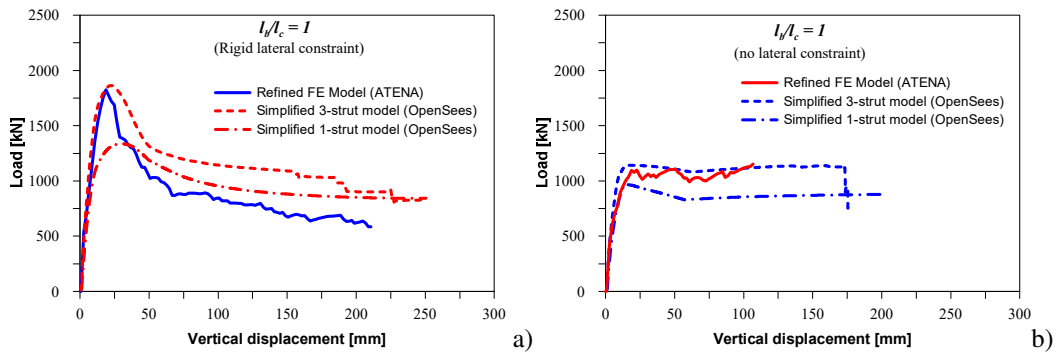 l_b/l_c = 1
(Rigid lateral constraint)
Refined FE Model (ATENA)
Simplified 3-strut model (OpenSees)
Simplified 1-strut model (OpenSees)
Load [kN]
2500
2000
1500
1000
500
0
0 50 100 150 200 250 300
Vertical displacement [mm]
a)
l_b/l_c = 1
(no lateral constraint)
Refined FE Model (ATENA)
Simplified 3-strut model (OpenSees)
Simplified 1-strut model (OpenSees)
Load [kN]
2500
2000
1500
1000
500
0
0 50 100 150 200 250 300
Vertical displacement [mm]
b)